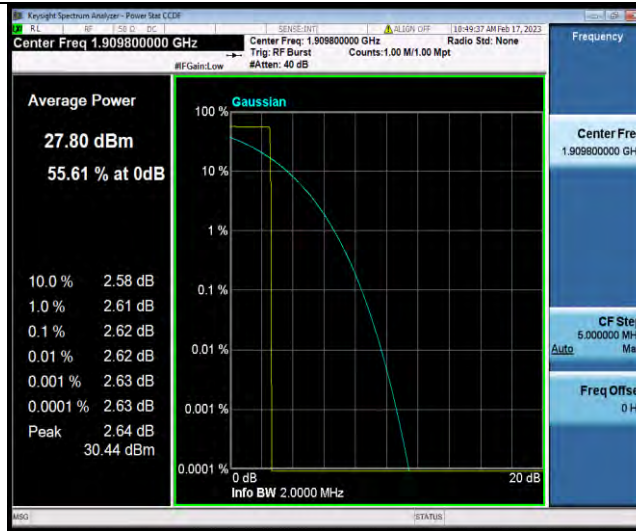 Keysight Spectrum Analyzer - Power Stat CCDF
RL RF 50 Ω DC SENSE:INT ALIGN OFF 10:49:37 AM Feb 17, 2023
Center Freq 1.909800000 GHz
Center Freq: 1.909800000 GHz Radio Std: None
Trig: RF Burst Counts:1.00 M/1.00 Mpt
#IFGain:Low #Atten: 40 dB
Frequency
Average Power
27.80 dBm
55.61 % at 0dB
10.0 % 2.58 dB
1.0 % 2.61 dB
0.1 % 2.62 dB
0.01 % 2.62 dB
0.001 % 2.63 dB
0.0001 % 2.63 dB
Peak 2.64 dB
30.44 dBm
Gaussian
100 %
10 %
1 %
0.1 %
0.01 %
0.001 %
0.0001 %
0 dB 20 dB
Info BW 2.0000 MHz
Center Fre
1.909800000 GH
CF Ste
5.000000 MH
Auto Ma
Freq Offse
0 H
MSG STATUS